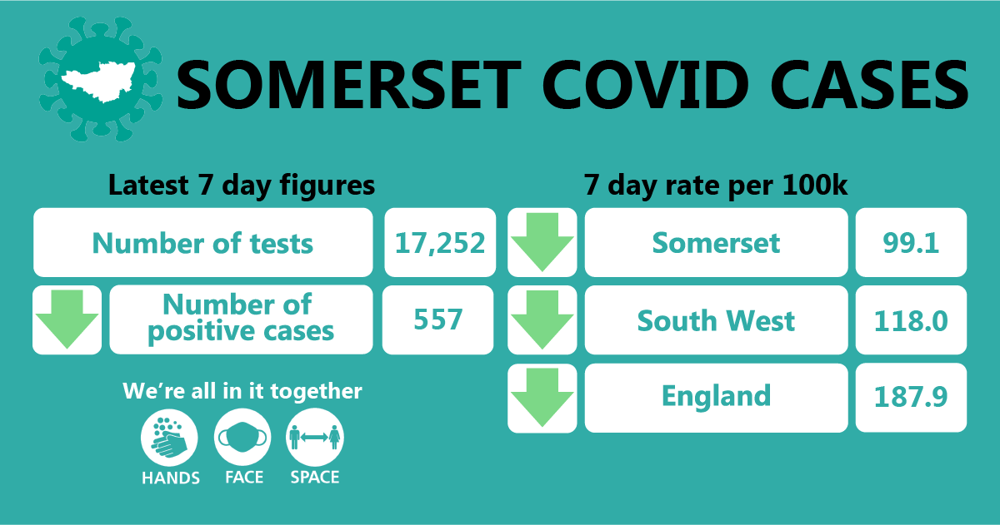 SOMERSET COVID CASES
Latest 7 day figures
Number of tests
17,252
Number of
positive cases
557
We're all in it together
HANDS
FACE
SPACE
7 day rate per 100k
Somerset
99.1
South West
118.0
England
187.9